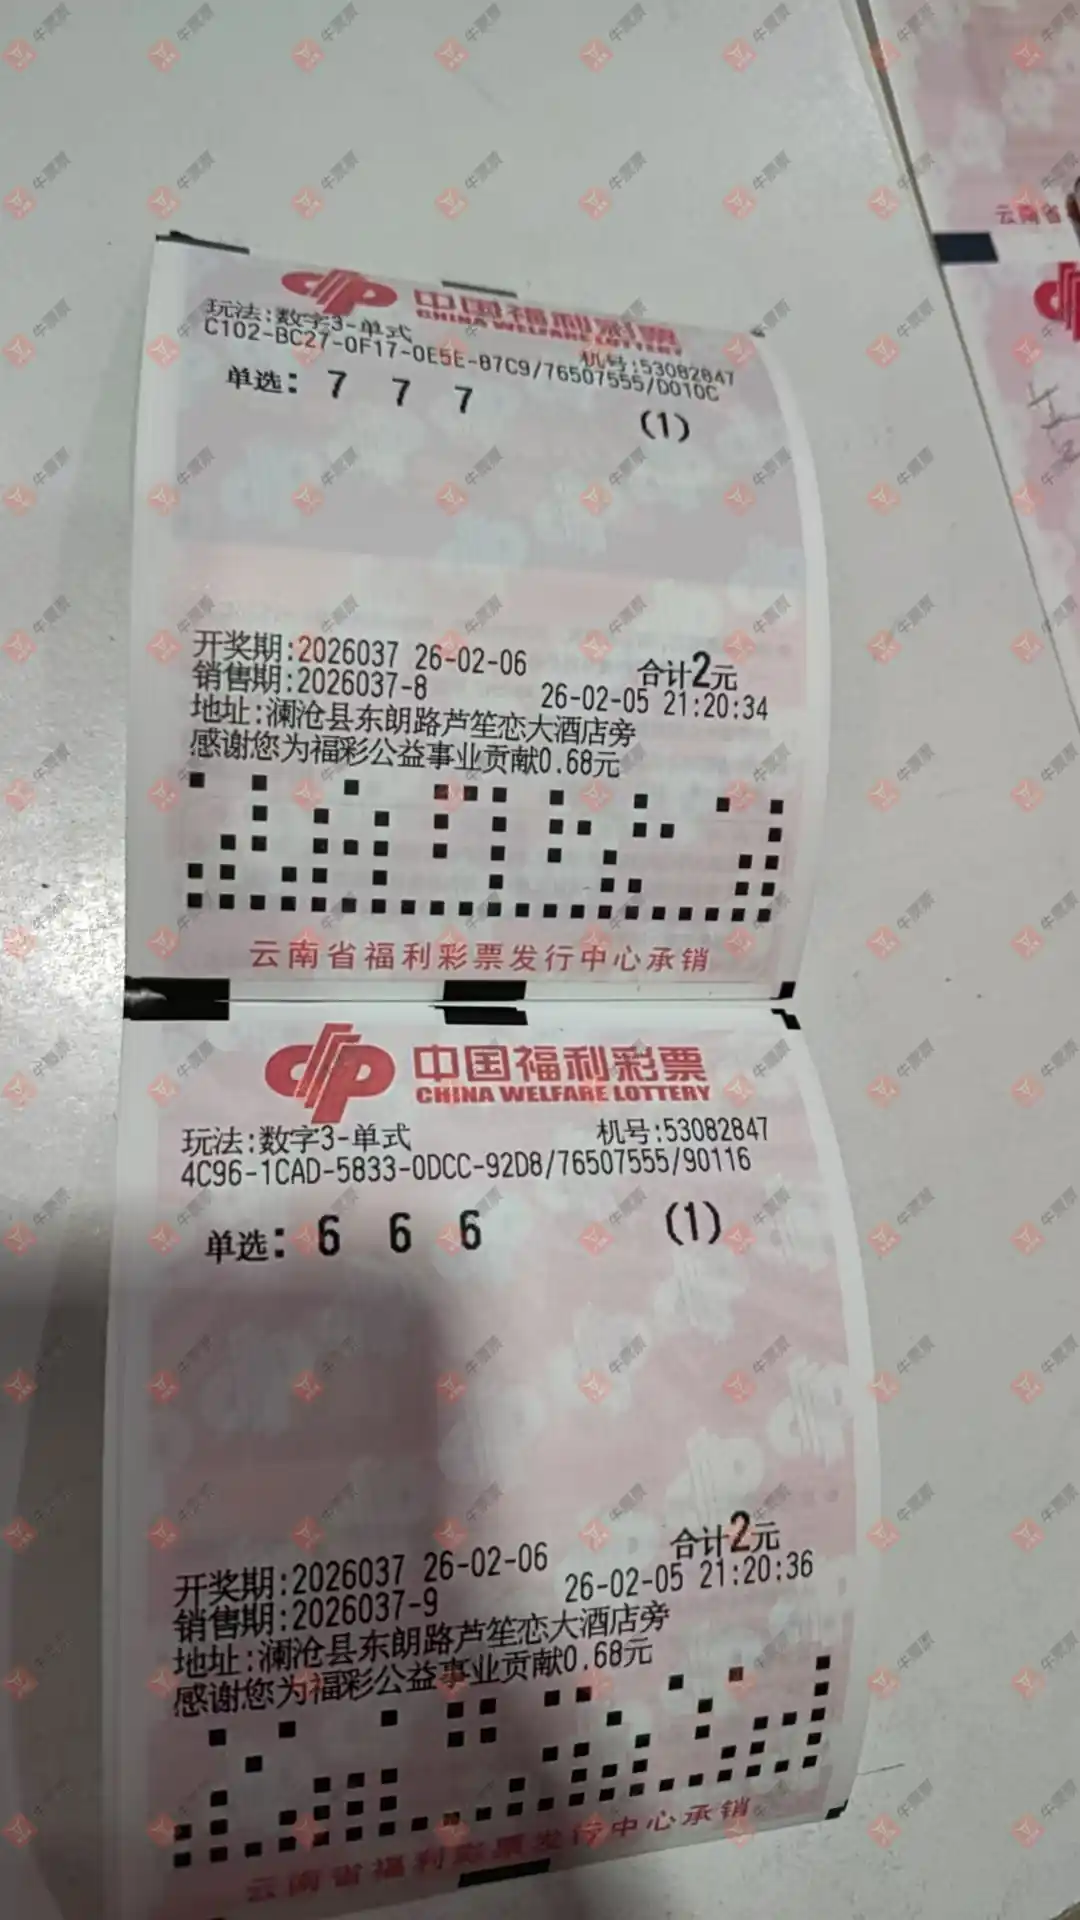 中国福利彩票
CHINA WELFARE LOTTERY
玩法:数字3-单式 机号:53082847
C102-BC27-0F17-0E5E-87C9/76507555/D010C
单选: 7 7 7 (1)
开奖期:2026037 26-02-06 合计2元
销售期:2026037-8 26-02-05 21:20:34
地址:澜沧县东朗路芦笙恋大酒店旁
感谢您为福彩公益事业贡献0.68元
云南省福利彩票发行中心承销
中国福利彩票
CHINA WELFARE LOTTERY
玩法:数字3-单式 机号:53082847
4C96-1CAD-5833-0DCC-92D8/76507555/90116
单选: 6 6 6 (1)
开奖期:2026037 26-02-06 合计2元
销售期:2026037-9 26-02-05 21:20:36
地址:澜沧县东朗路芦笙恋大酒店旁
感谢您为福彩公益事业贡献0.68元
云南省福利彩票发行中心承销
云南省
牛票票